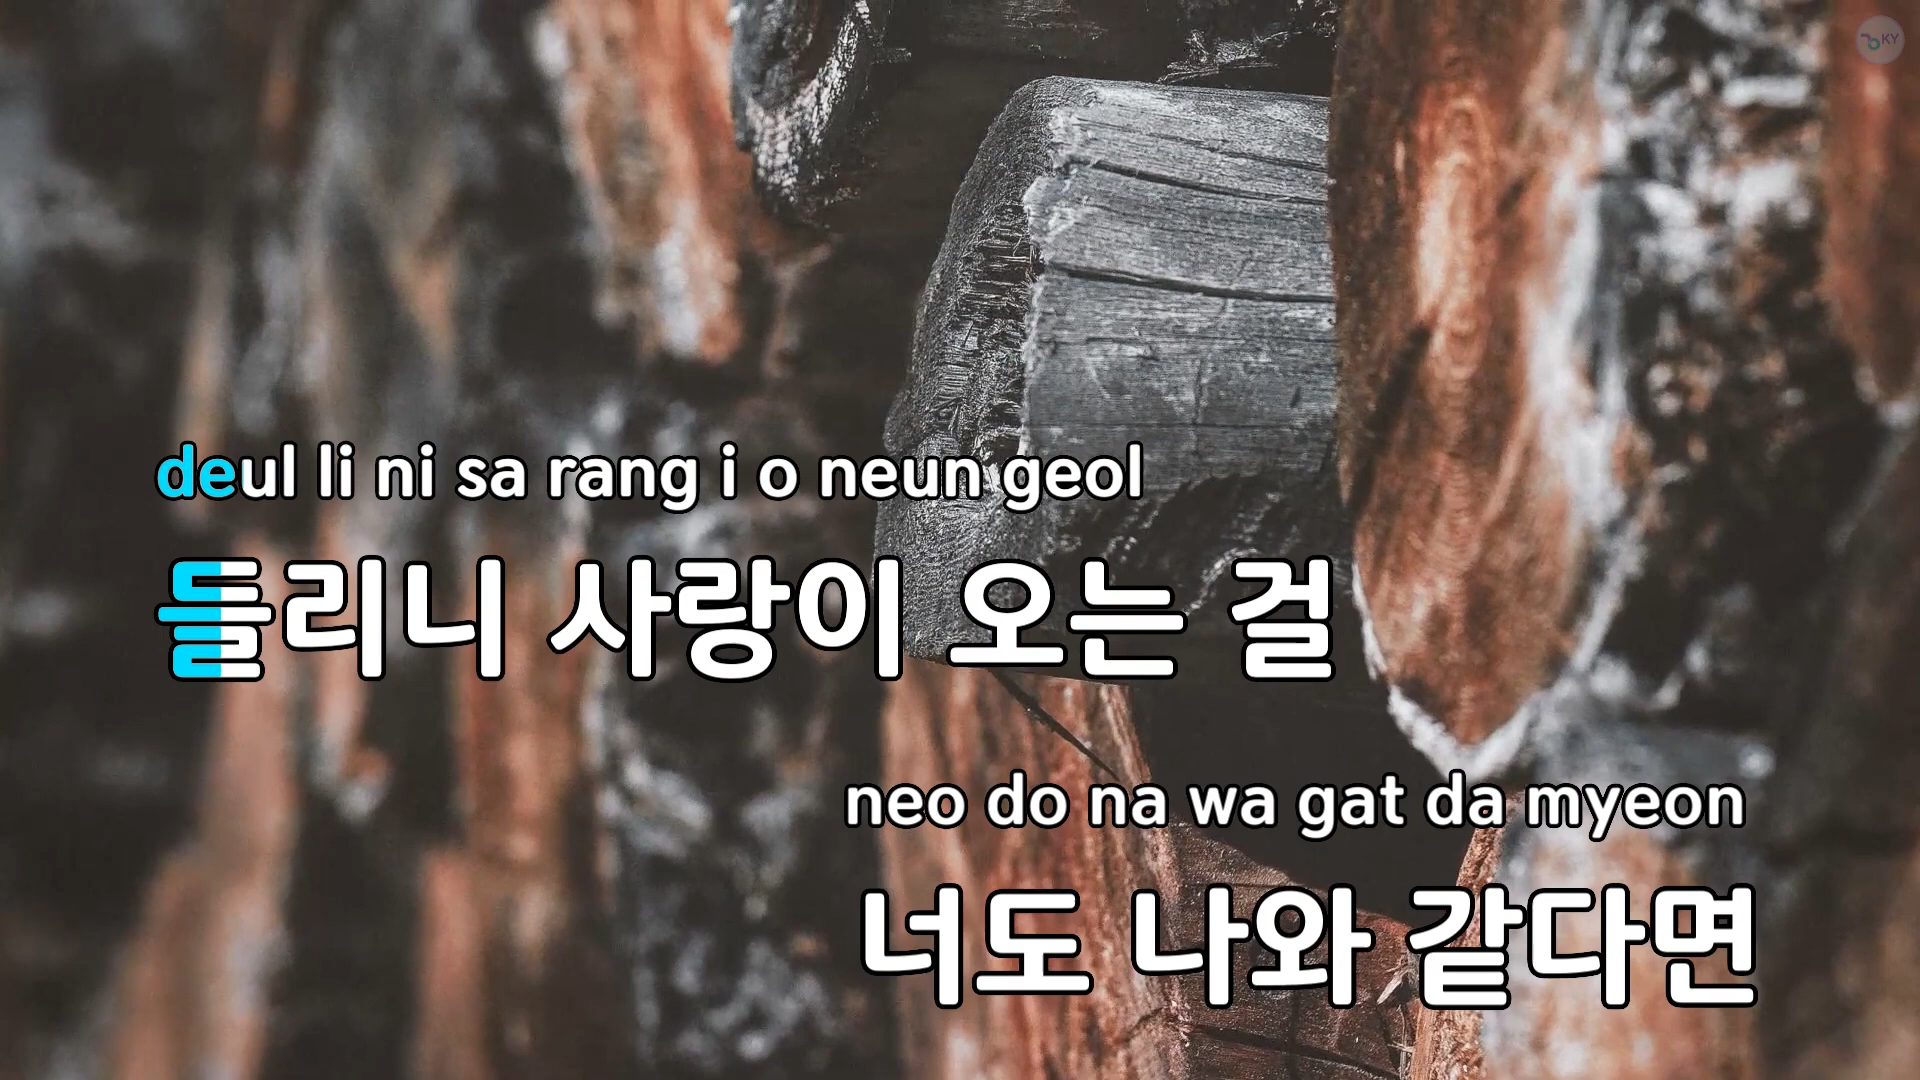 KY
deul li ni sa rang i o neun geol
들리니 사랑이 오는 걸
neo do na wa gat da myeon
너도 나와 같다면